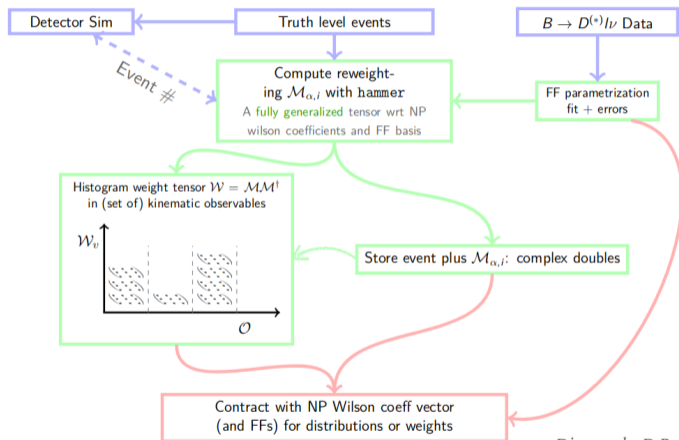 Detector Sim
Truth level events
B → D⁽*⁾lν Data
Event #
Compute reweight-
ing ℳα,i with hammer
A fully generalized tensor wrt NP
wilson coefficients and FF basis
FF parametrization
fit + errors
Histogram weight tensor 𝒲 = ℳℳ†
in (set of) kinematic observables
𝒲v
𝒪
Store event plus ℳα,i: complex doubles
Contract with NP Wilson coeff vector
(and FFs) for distributions or weights